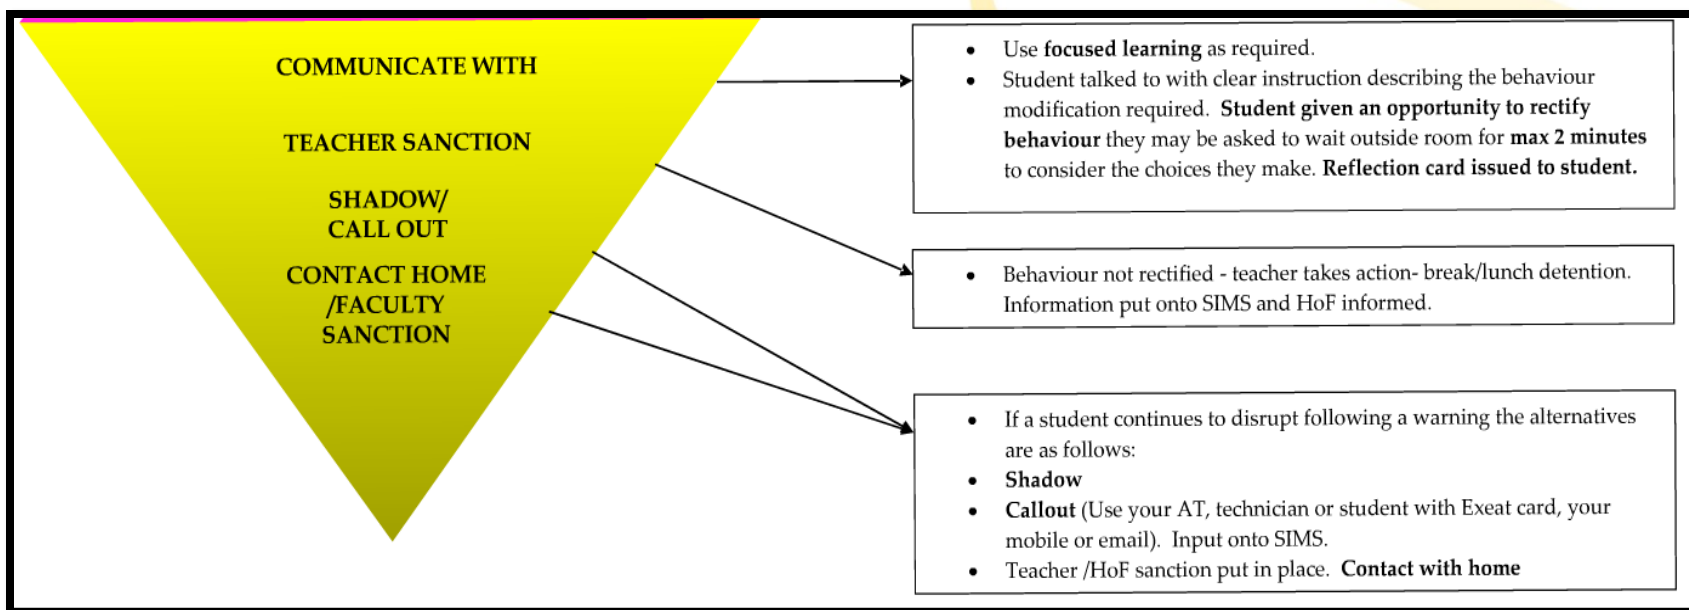 COMMUNICATE WITH
TEACHER SANCTION
SHADOW/
CALL OUT
CONTACT HOME
/FACULTY
SANCTION
• Use focused learning as required.
• Student talked to with clear instruction describing the behaviour
modification required. Student given an opportunity to rectify
behaviour they may be asked to wait outside room for max 2 minutes
to consider the choices they make. Reflection card issued to student.
• Behaviour not rectified - teacher takes action- break/lunch detention.
Information put onto SIMS and HoF informed.
• If a student continues to disrupt following a warning the alternatives
are as follows:
• Shadow
• Callout (Use your AT, technician or student with Exeat card, your
mobile or email). Input onto SIMS.
• Teacher /HoF sanction put in place. Contact with home